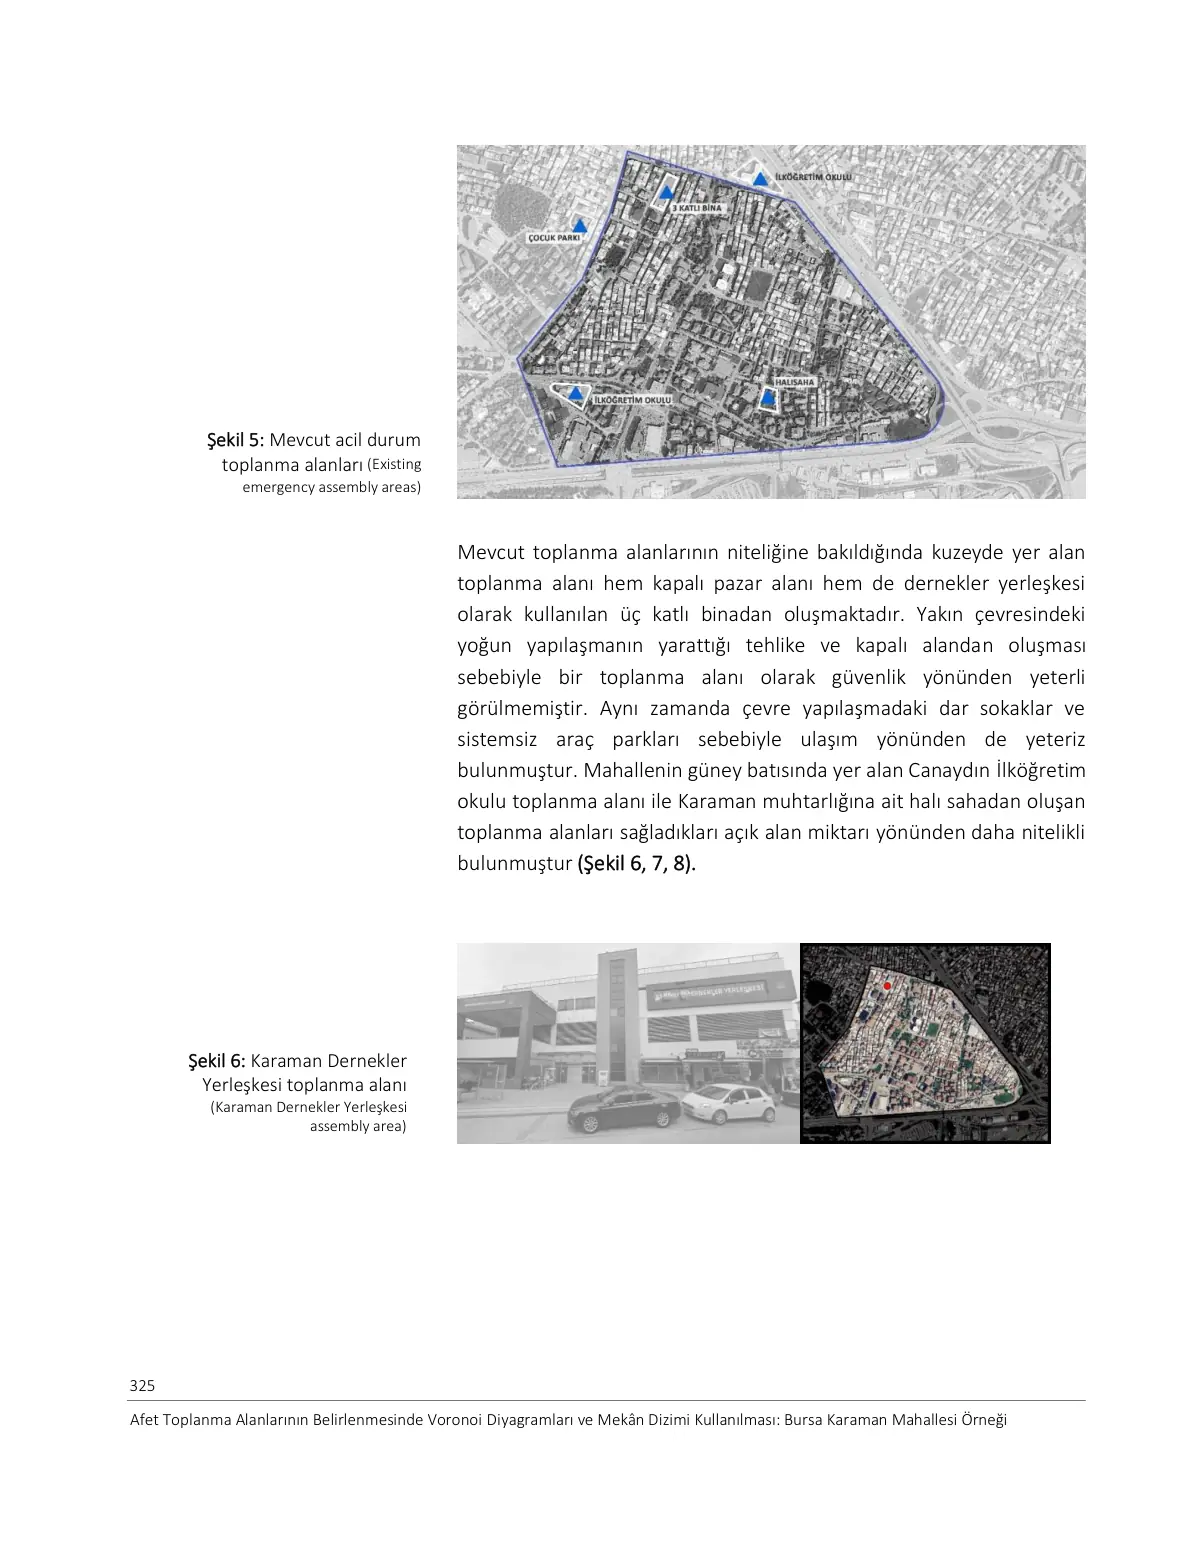 İLKÖĞRETİM OKULU
3 KATLI BİNA
ÇOCUK PARKI
HALISAHA
İLKÖĞRETİM OKULU
Şekil 5: Mevcut acil durum
toplanma alanları (Existing
emergency assembly areas)
Mevcut toplanma alanlarının niteliğine bakıldığında kuzeyde yer alan
toplanma alanı hem kapalı pazar alanı hem de dernekler yerleşkesi
olarak kullanılan üç katlı binadan oluşmaktadır. Yakın çevresindeki
yoğun yapılaşmanın yarattığı tehlike ve kapalı alandan oluşması
sebebiyle bir toplanma alanı olarak güvenlik yönünden yeterli
görülmemiştir. Aynı zamanda çevre yapılaşmadaki dar sokaklar ve
sistemsiz araç parkları sebebiyle ulaşım yönünden de yeteriz
bulunmuştur. Mahallenin güney batısında yer alan Canaydın İlköğretim
okulu toplanma alanı ile Karaman muhtarlığına ait halı sahadan oluşan
toplanma alanları sağladıkları açık alan miktarı yönünden daha nitelikli
bulunmuştur (Şekil 6, 7, 8).
Şekil 6: Karaman Dernekler
Yerleşkesi toplanma alanı
(Karaman Dernekler Yerleşkesi
assembly area)
325
Afet Toplanma Alanlarının Belirlenmesinde Voronoi Diyagramları ve Mekân Dizimi Kullanılması: Bursa Karaman Mahallesi Örneği